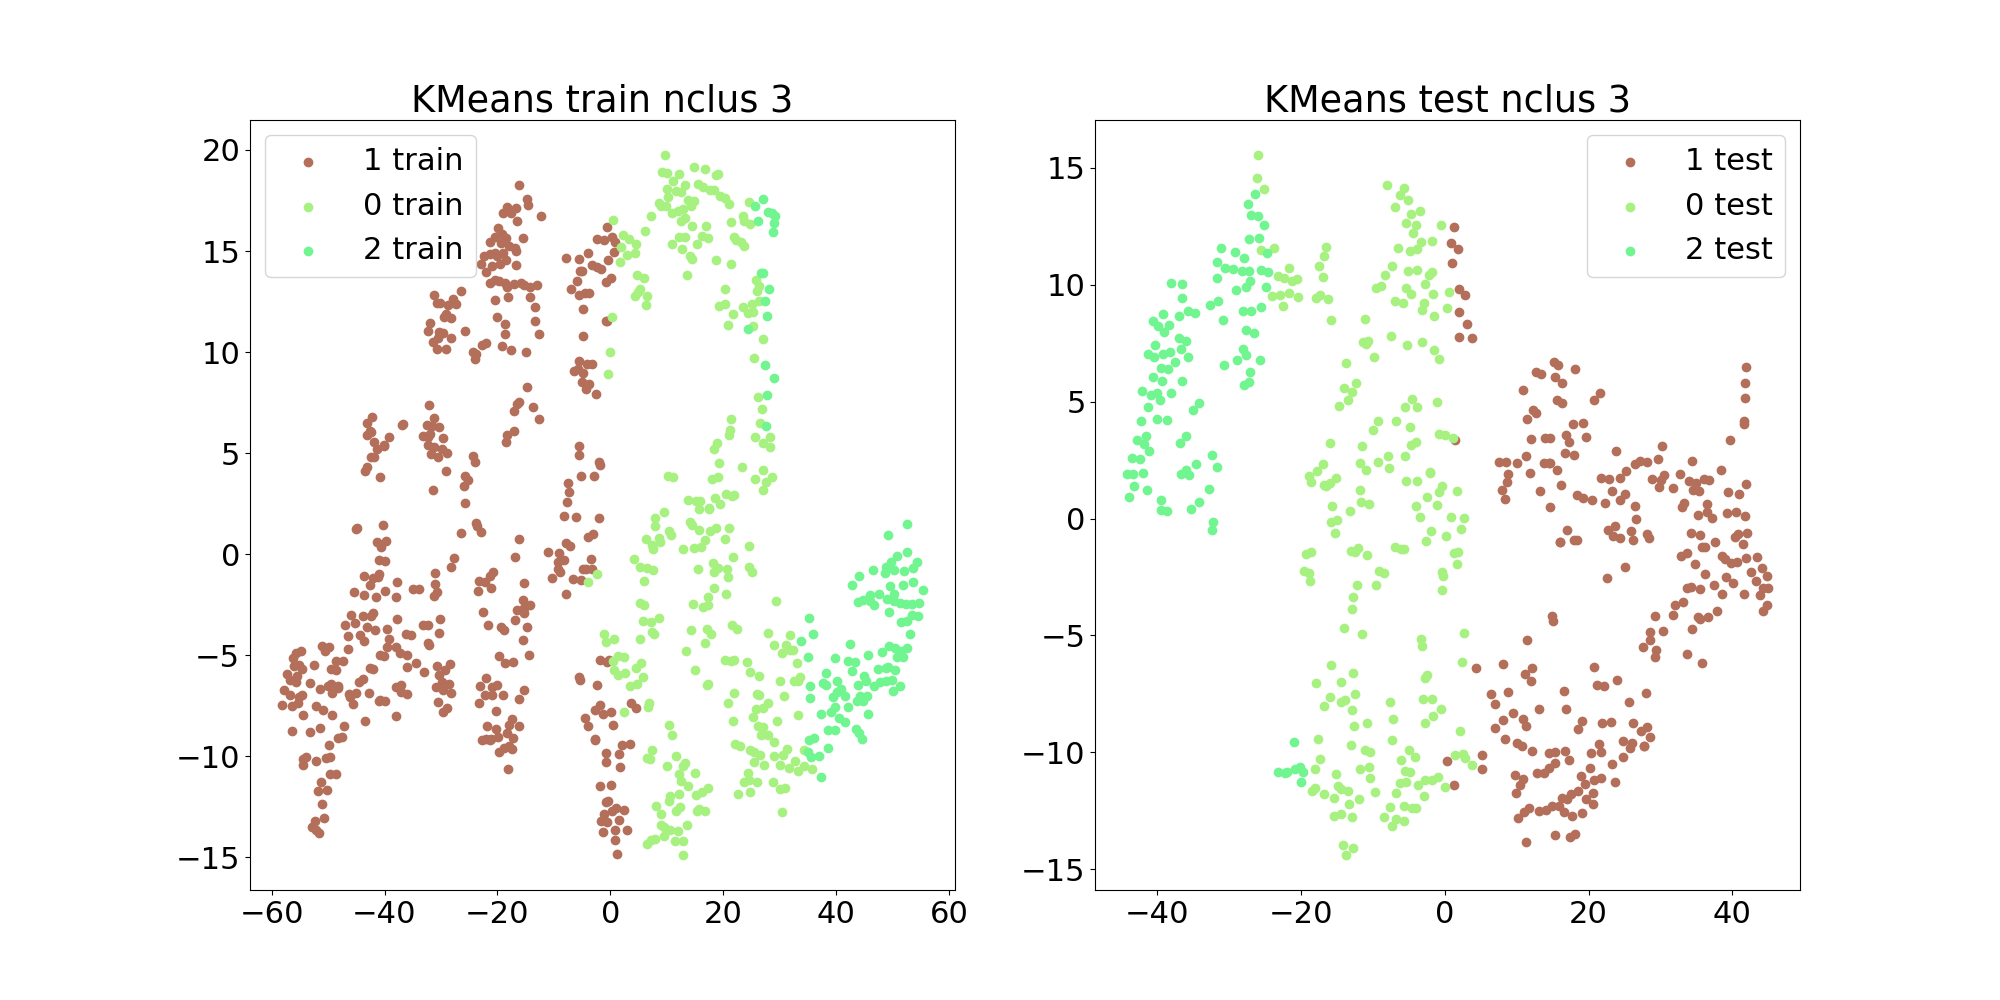 KMeans train nclus 3
1 train
0 train
2 train
20
15
10
5
0
−5
−10
−15
−60 −40 −20 0 20 40 60
KMeans test nclus 3
1 test
0 test
2 test
15
10
5
0
−5
−10
−15
−40 −20 0 20 40